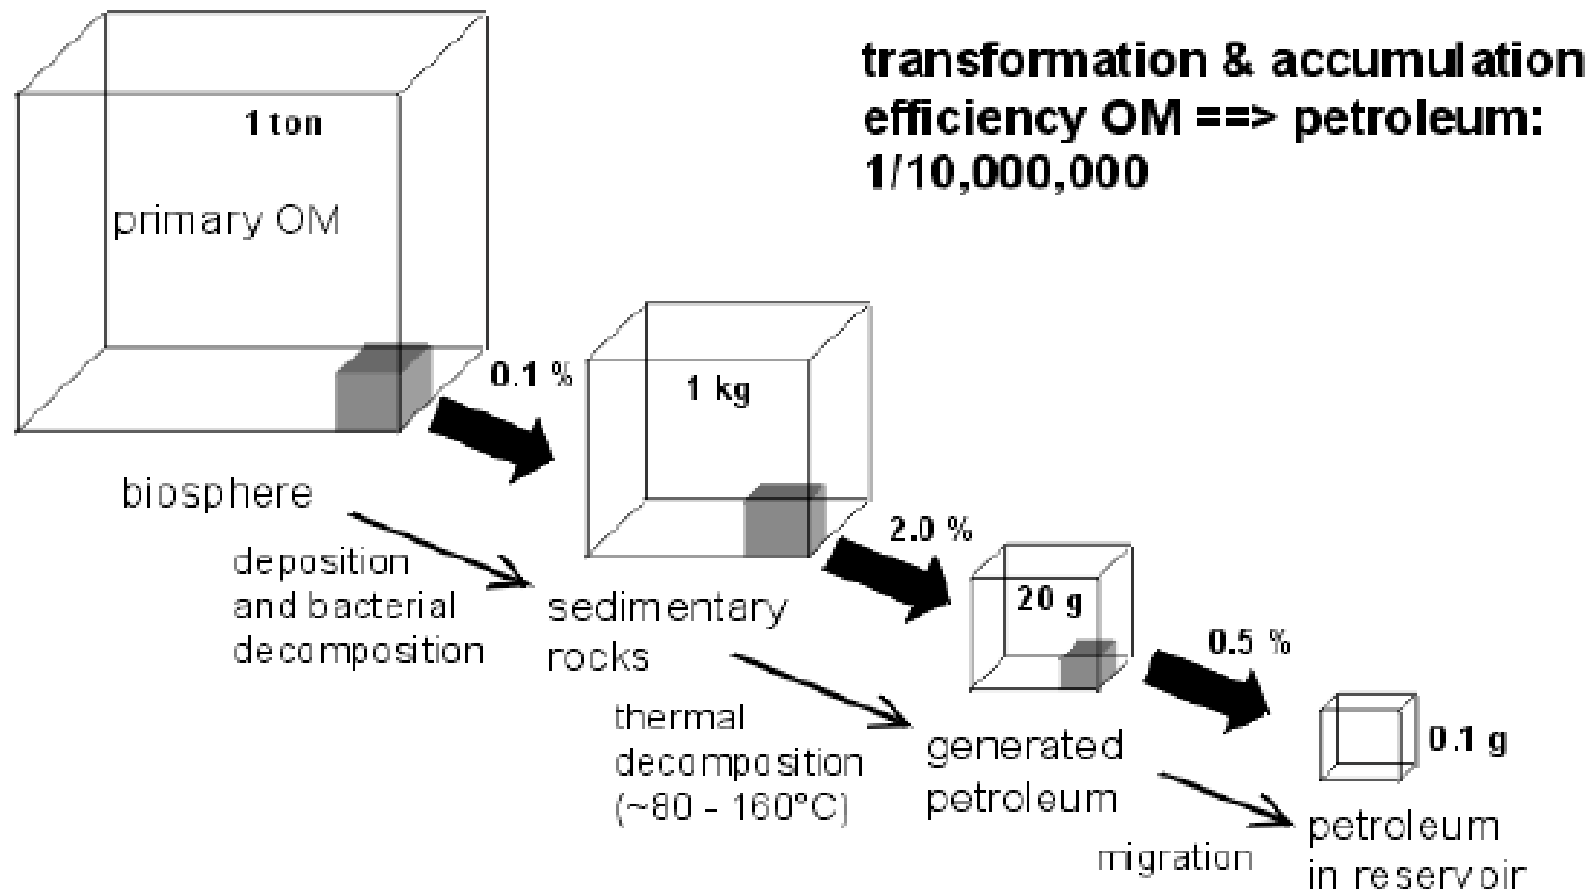 transformation & accumulation
efficiency OM ==> petroleum:
1/10,000,000
1 ton
primary OM
0.1 %
1 kg
biosphere
2.0 %
deposition
and bacterial
decomposition
20 g
sedimentary
rocks
0.5 %
thermal
decomposition
(~80 - 160°C)
generated
petroleum
0.1 g
migration
petroleum
in reservoir